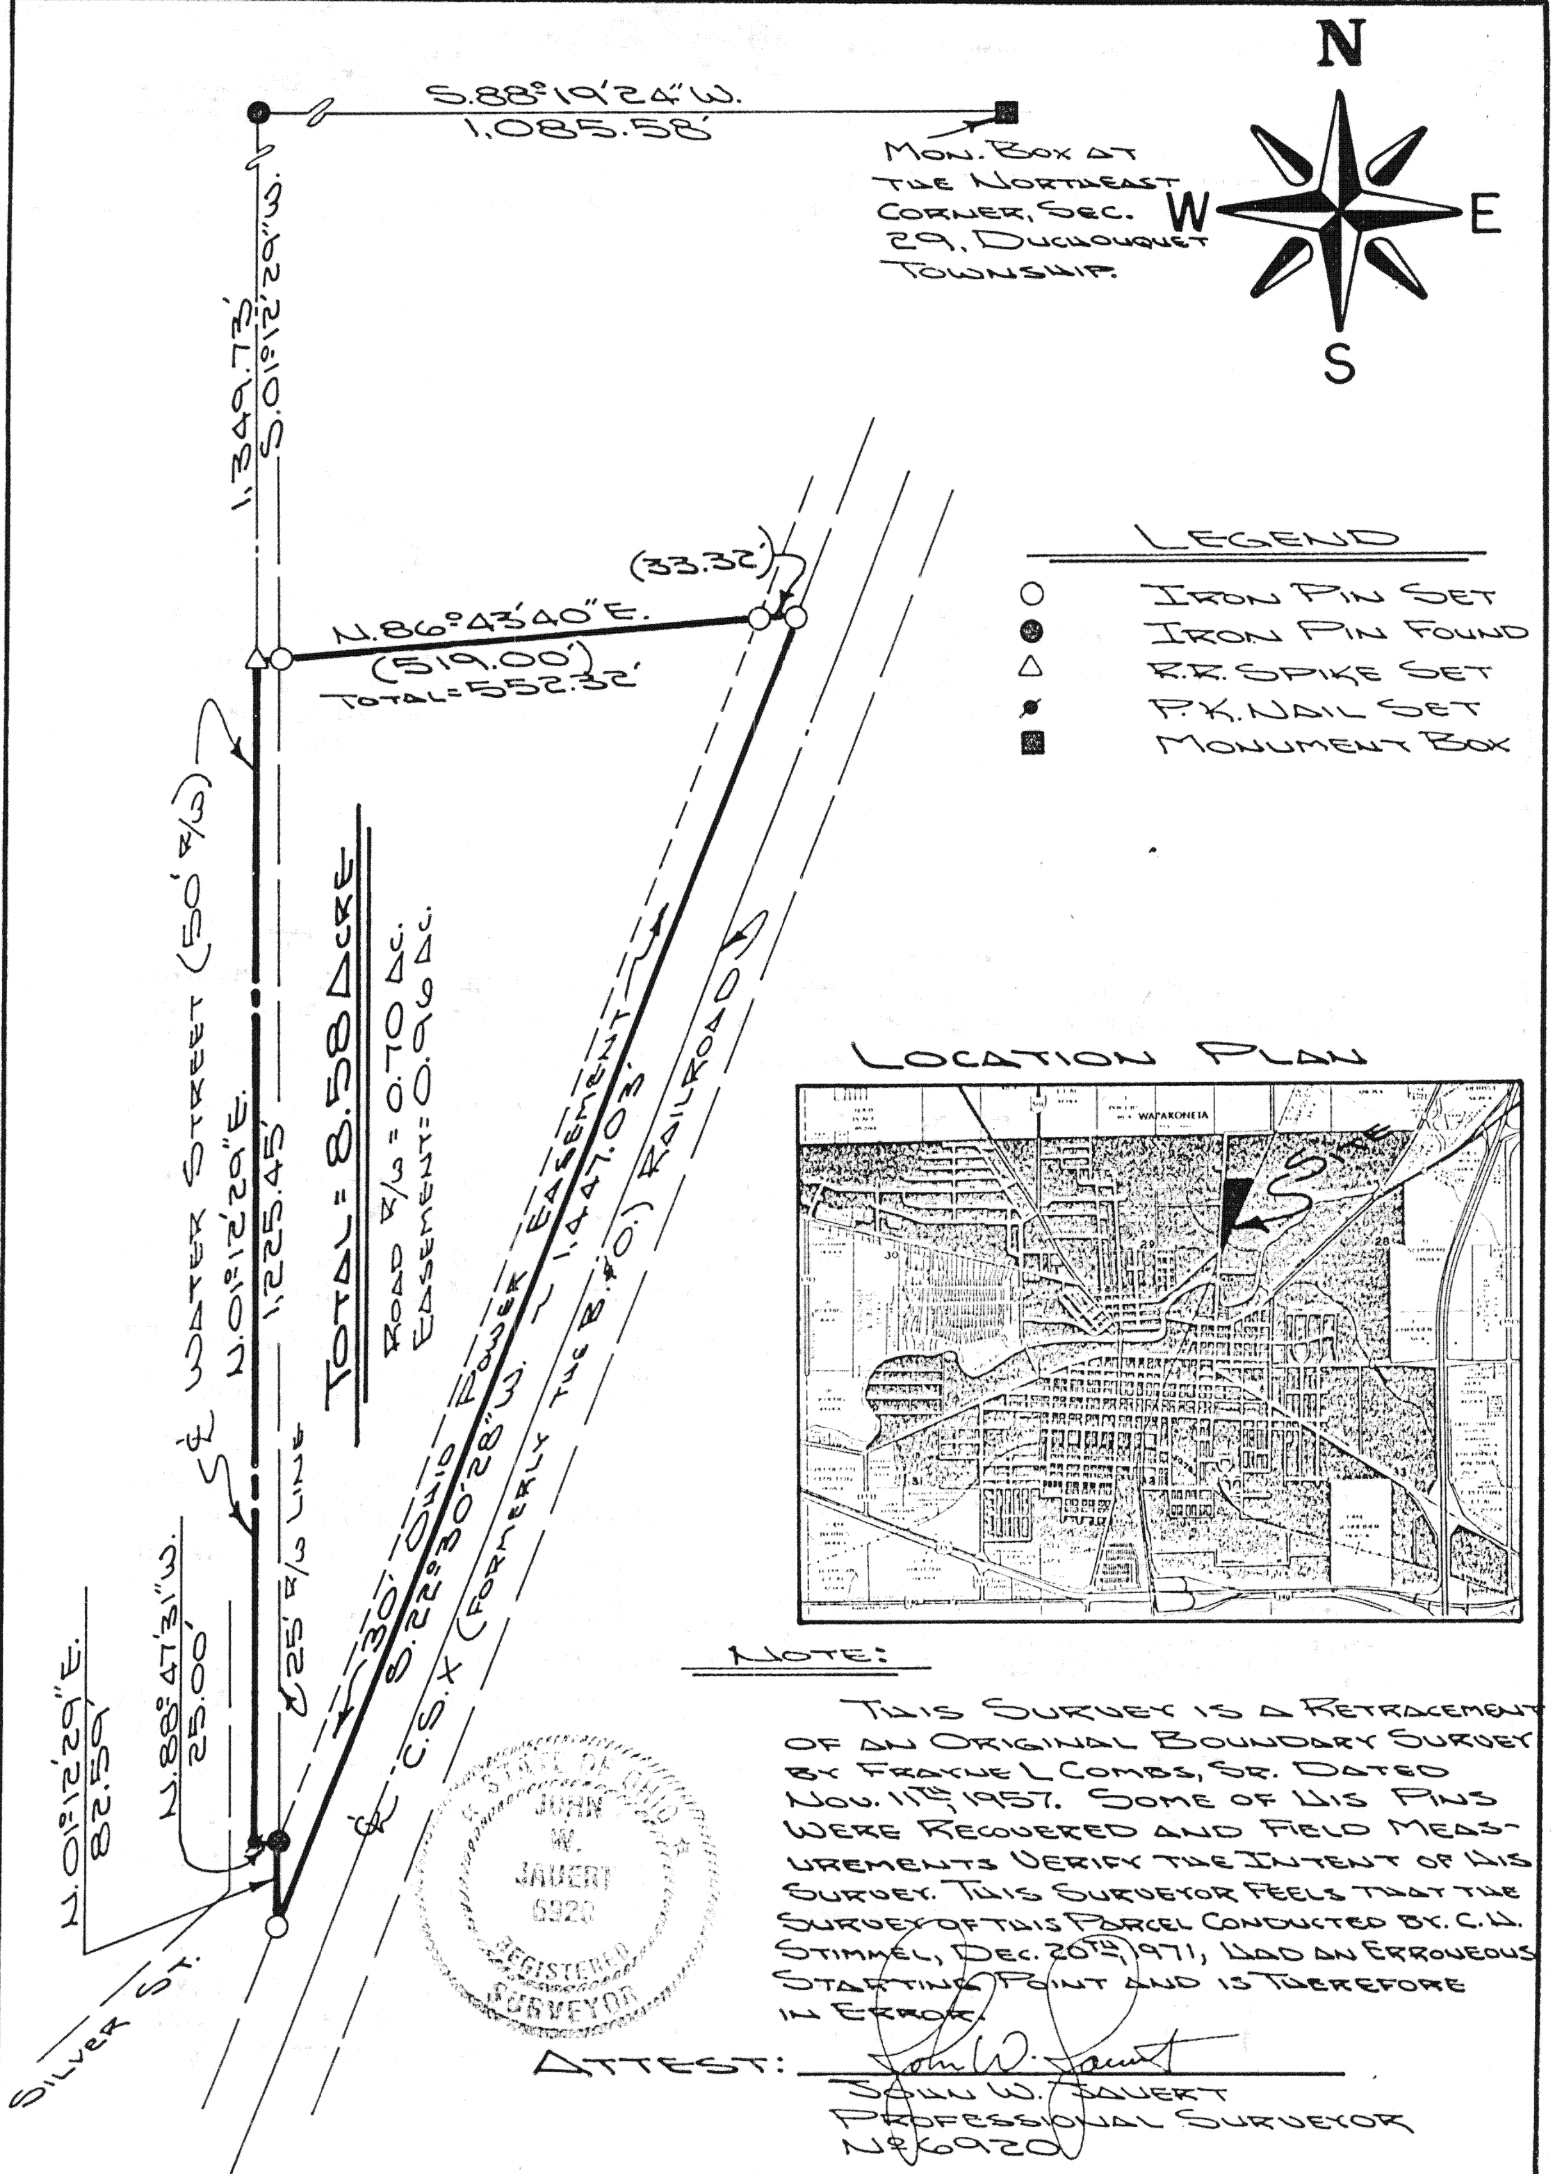 N
W
E
S
S.88°19'24"W.
1,085.58'
MON. BOX AT
THE NORTHEAST
CORNER, SEC.
29, DUCHOUQUET
TOWNSHIP.
1,349.73'
S.01°12'29"W.
(33.32')
N.86°43'40"E.
(519.00')
TOTAL=552.32'
LEGEND
IRON PIN SET
IRON PIN FOUND
R.R. SPIKE SET
P.K. NAIL SET
MONUMENT BOX
℄ WATER STREET (50' R/W)
N.01°12'29"E.
1,225.45'
TOTAL = 8.58 ACRE
ROAD R/W = 0.70 AC.
EASEMENT = 0.96 AC.
30' OHIO POWER EASEMENT
S.22°30'28"W. ~ 1,447.03'
℄ C.S.X (FORMERLY THE B.&O.) RAILROAD
25' R/W LINE
N.88°47'31"W.
25.00'
N.01°12'29"E.
82.59'
SILVER ST.
LOCATION PLAN
WAPAKONETA
SITE
30
29
28
31
33
NOTE:
THIS SURVEY IS A RETRACEMENT
OF AN ORIGINAL BOUNDARY SURVEY
BY FRAYNE L COMBS, SR. DATED
NOV. 11TH, 1957. SOME OF HIS PINS
WERE RECOVERED AND FIELD MEAS-
UREMENTS VERIFY THE INTENT OF HIS
SURVEY. THIS SURVEYOR FEELS THAT THE
SURVEY OF THIS PARCEL CONDUCTED BY. C.H.
STIMMEL, DEC. 20TH, 1971, HAD AN ERRONEOUS
STARTING POINT AND IS THEREFORE
IN ERROR.
STATE OF OHIO
JOHN
W.
JAUERT
6920
REGISTERED
SURVEYOR
ATTEST: John W. Jauert
JOHN W. JAUERT
PROFESSIONAL SURVEYOR
Nº 6920